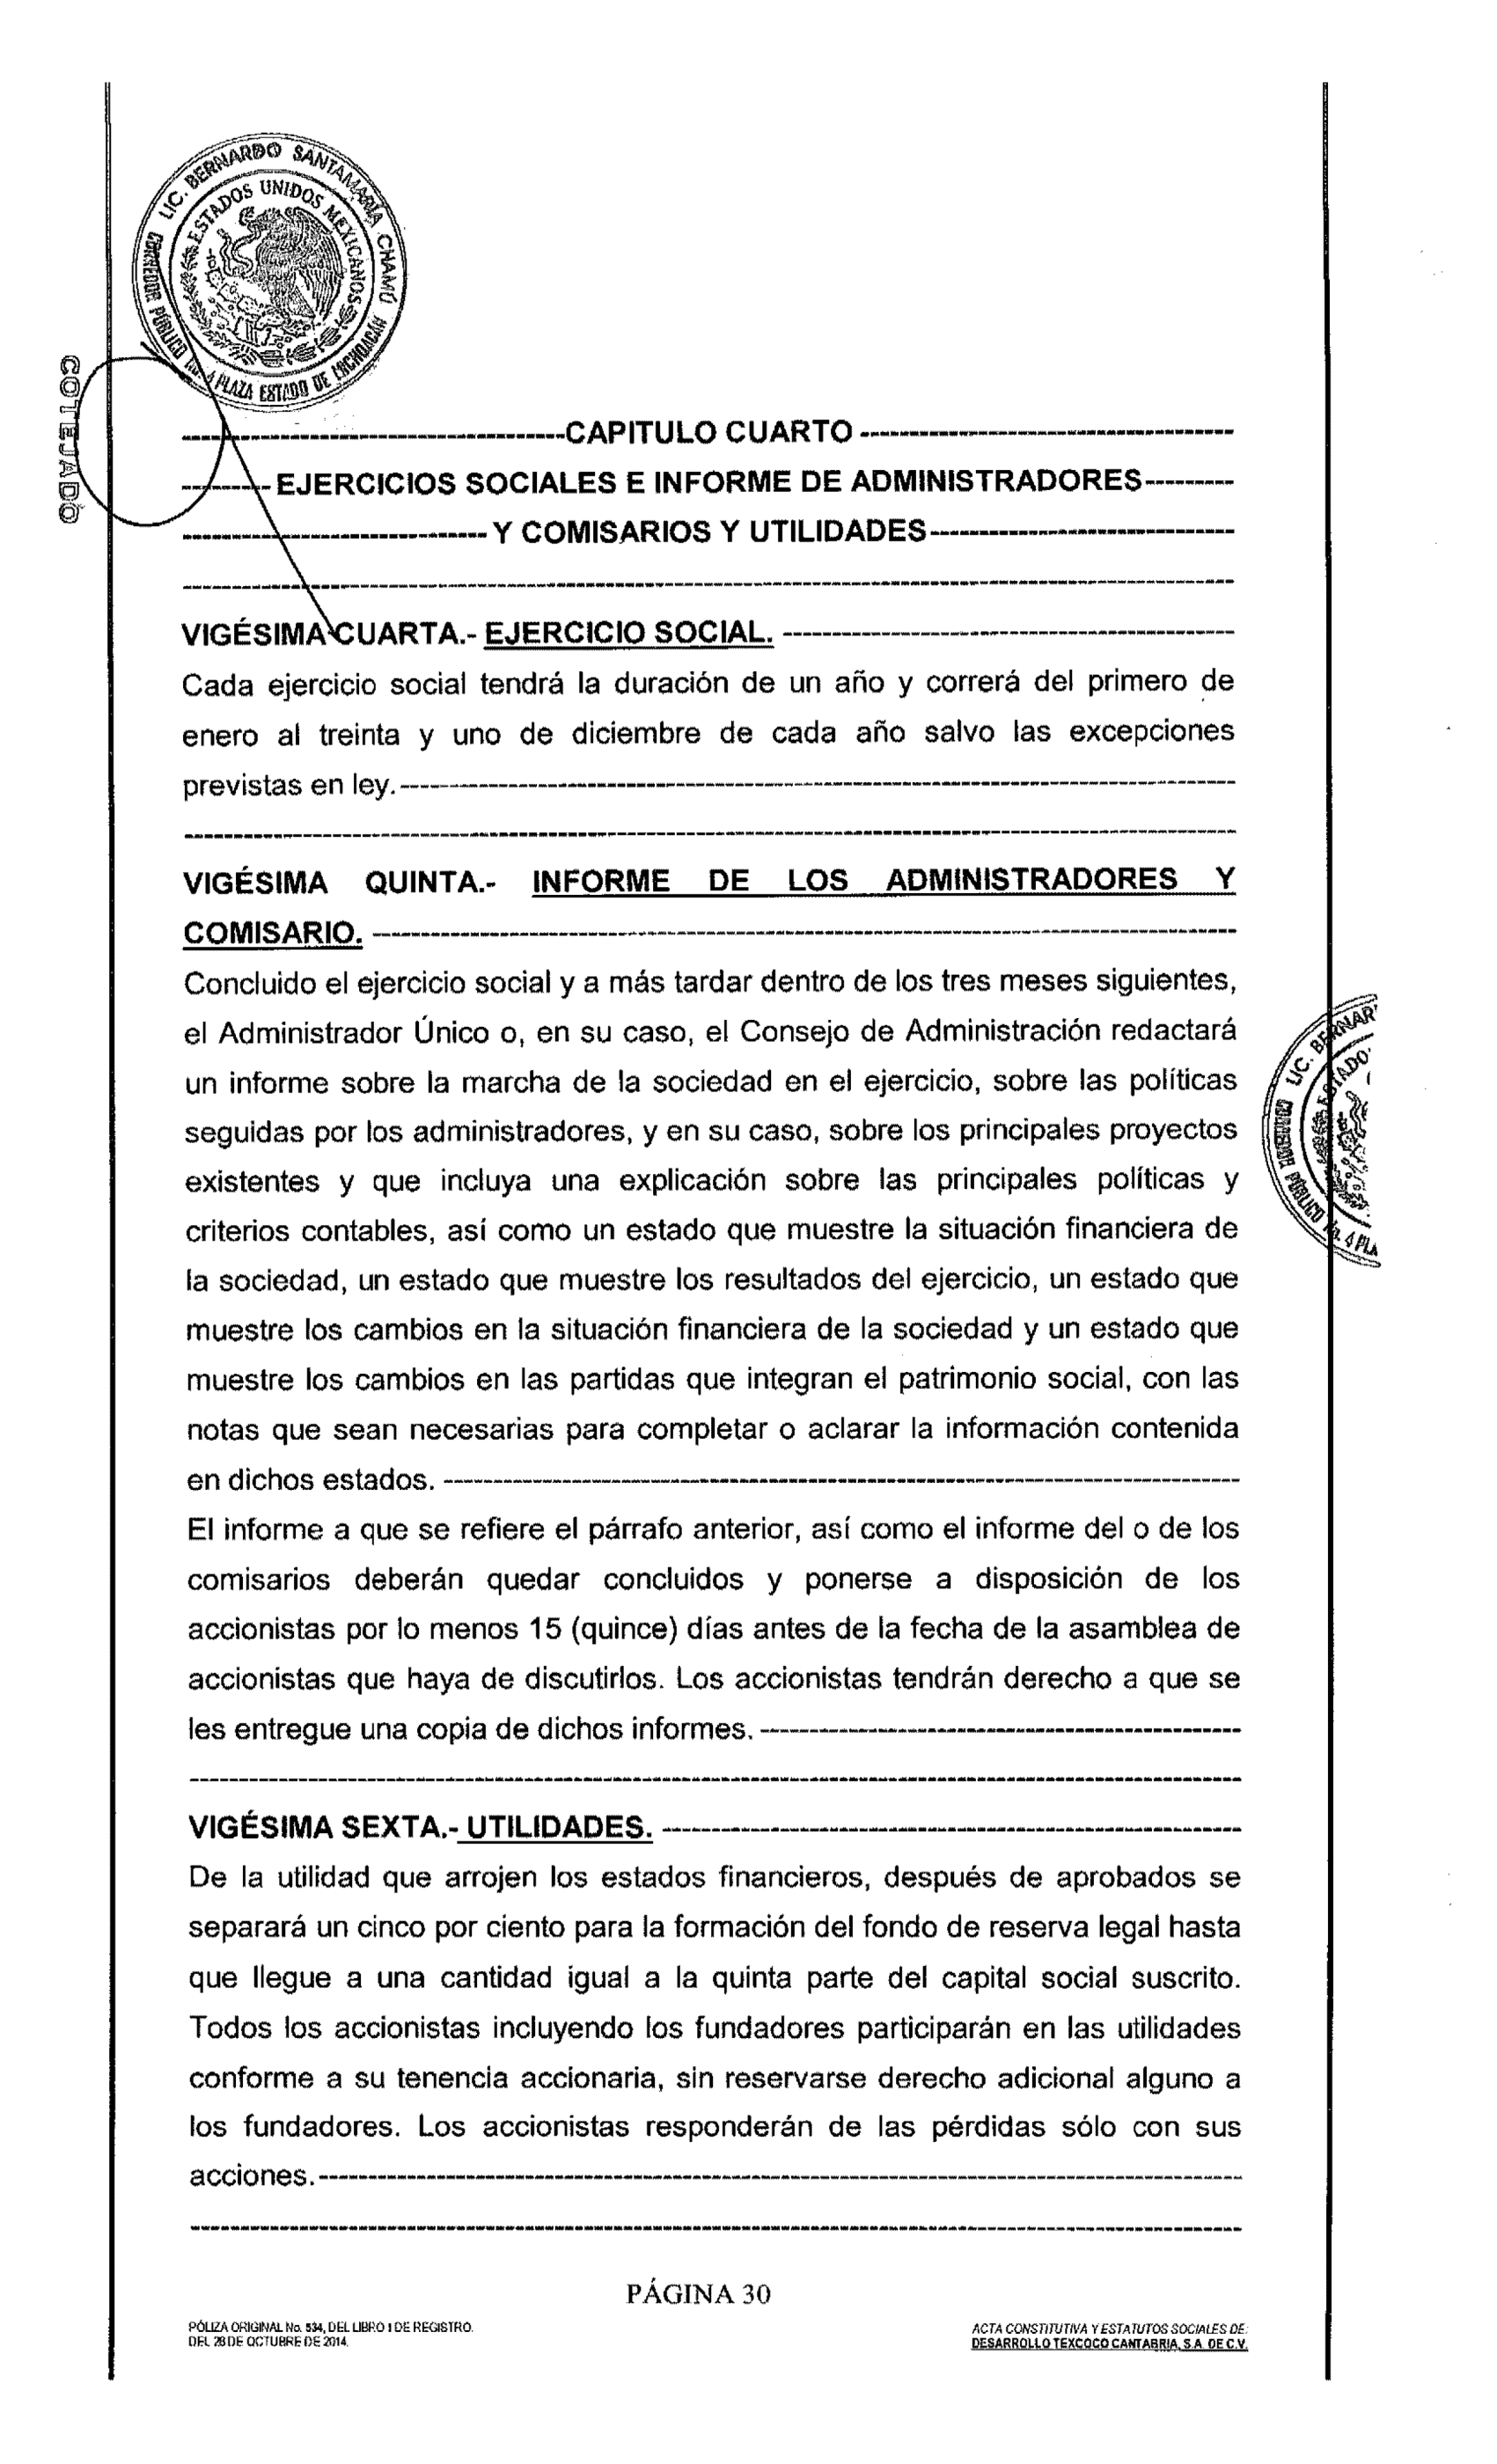 LIC. BERNARDO SANTAMARÍA CHAMÚ
CORREDOR PÚBLICO No. 4 PLAZA ESTADO DE MICHOACÁN
ESTADOS UNIDOS MEXICANOS
COTEJADO
------------------------------CAPITULO CUARTO ------------------------------
-------- EJERCICIOS SOCIALES E INFORME DE ADMINISTRADORES--------
------------------------- Y COMISARIOS Y UTILIDADES-------------------------
VIGÉSIMA CUARTA.- EJERCICIO SOCIAL. ------------------------------
Cada ejercicio social tendrá la duración de un año y correrá del primero de
enero al treinta y uno de diciembre de cada año salvo las excepciones
previstas en ley.------------------------------
VIGÉSIMA QUINTA.- INFORME DE LOS ADMINISTRADORES Y
COMISARIO. ------------------------------
Concluido el ejercicio social y a más tardar dentro de los tres meses siguientes,
el Administrador Único o, en su caso, el Consejo de Administración redactará
un informe sobre la marcha de la sociedad en el ejercicio, sobre las políticas
seguidas por los administradores, y en su caso, sobre los principales proyectos
existentes y que incluya una explicación sobre las principales políticas y
criterios contables, así como un estado que muestre la situación financiera de
la sociedad, un estado que muestre los resultados del ejercicio, un estado que
muestre los cambios en la situación financiera de la sociedad y un estado que
muestre los cambios en las partidas que integran el patrimonio social, con las
notas que sean necesarias para completar o aclarar la información contenida
en dichos estados. ------------------------------
El informe a que se refiere el párrafo anterior, así como el informe del o de los
comisarios deberán quedar concluidos y ponerse a disposición de los
accionistas por lo menos 15 (quince) días antes de la fecha de la asamblea de
accionistas que haya de discutirlos. Los accionistas tendrán derecho a que se
les entregue una copia de dichos informes. ------------------------------
VIGÉSIMA SEXTA.- UTILIDADES. ------------------------------
De la utilidad que arrojen los estados financieros, después de aprobados se
separará un cinco por ciento para la formación del fondo de reserva legal hasta
que llegue a una cantidad igual a la quinta parte del capital social suscrito.
Todos los accionistas incluyendo los fundadores participarán en las utilidades
conforme a su tenencia accionaria, sin reservarse derecho adicional alguno a
los fundadores. Los accionistas responderán de las pérdidas sólo con sus
acciones.------------------------------
LIC. BERNAR
ESTADO
CORREDOR PÚBLICO No. 4 PLA
PÁGINA 30
PÓLIZA ORIGINAL No. 534, DEL LIBRO 1 DE REGISTRO.
DEL 28 DE OCTUBRE DE 2014.
ACTA CONSTITUTIVA Y ESTATUTOS SOCIALES DE:
DESARROLLO TEXCOCO CANTABRIA, S.A. DE C.V.